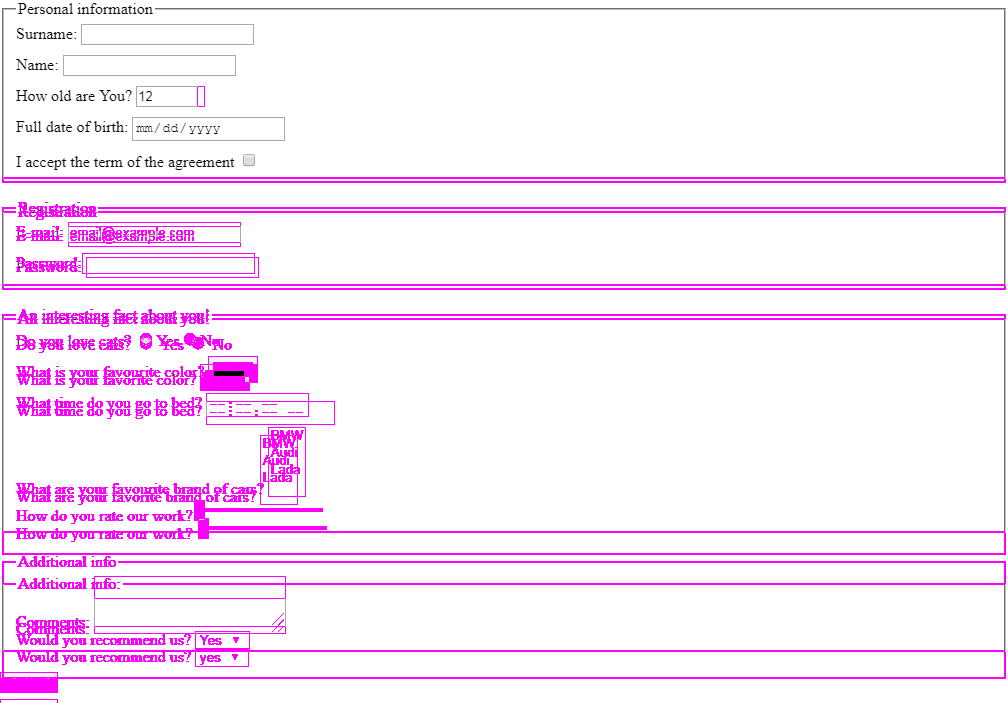 Personal information
Surname:
Name:
How old are You? 12
Full date of birth: mm/dd/yyyy
I accept the term of the agreement
Registration
Registration
E-mail: email@example.com
E-mail: email@example.com
Password:
Password:
An interesting fact about you!
An interesting fact about you!
Do you love cats? Yes No
Do you love cats? Yes No
What is your favourite color?
What is your favorite color?
What time do you go to bed? --:-- --
What time do you go to bed? --:--:-- --
BMW
BMW
Audi
Audi
Lada
Lada
What are your favourite brand of cars?
What are your favorite brand of cars?
How do you rate our work?
How do you rate our work?
Additional info
Additional info:
Comments:
Comments:
Would you recommend us? Yes
Would you recommend us? yes